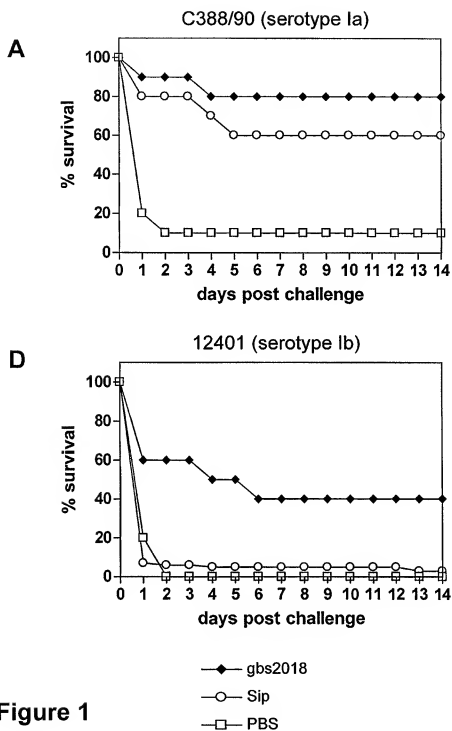 C388/90 (serotype Ia)
A
100
80
60
40
20
0
% survival
0 1 2 3 4 5 6 7 8 9 10 11 12 13 14
days post challenge
12401 (serotype Ib)
D
100
80
60
40
20
0
% survival
0 1 2 3 4 5 6 7 8 9 10 11 12 13 14
days post challenge
gbs2018
Sip
PBS
Figure 1